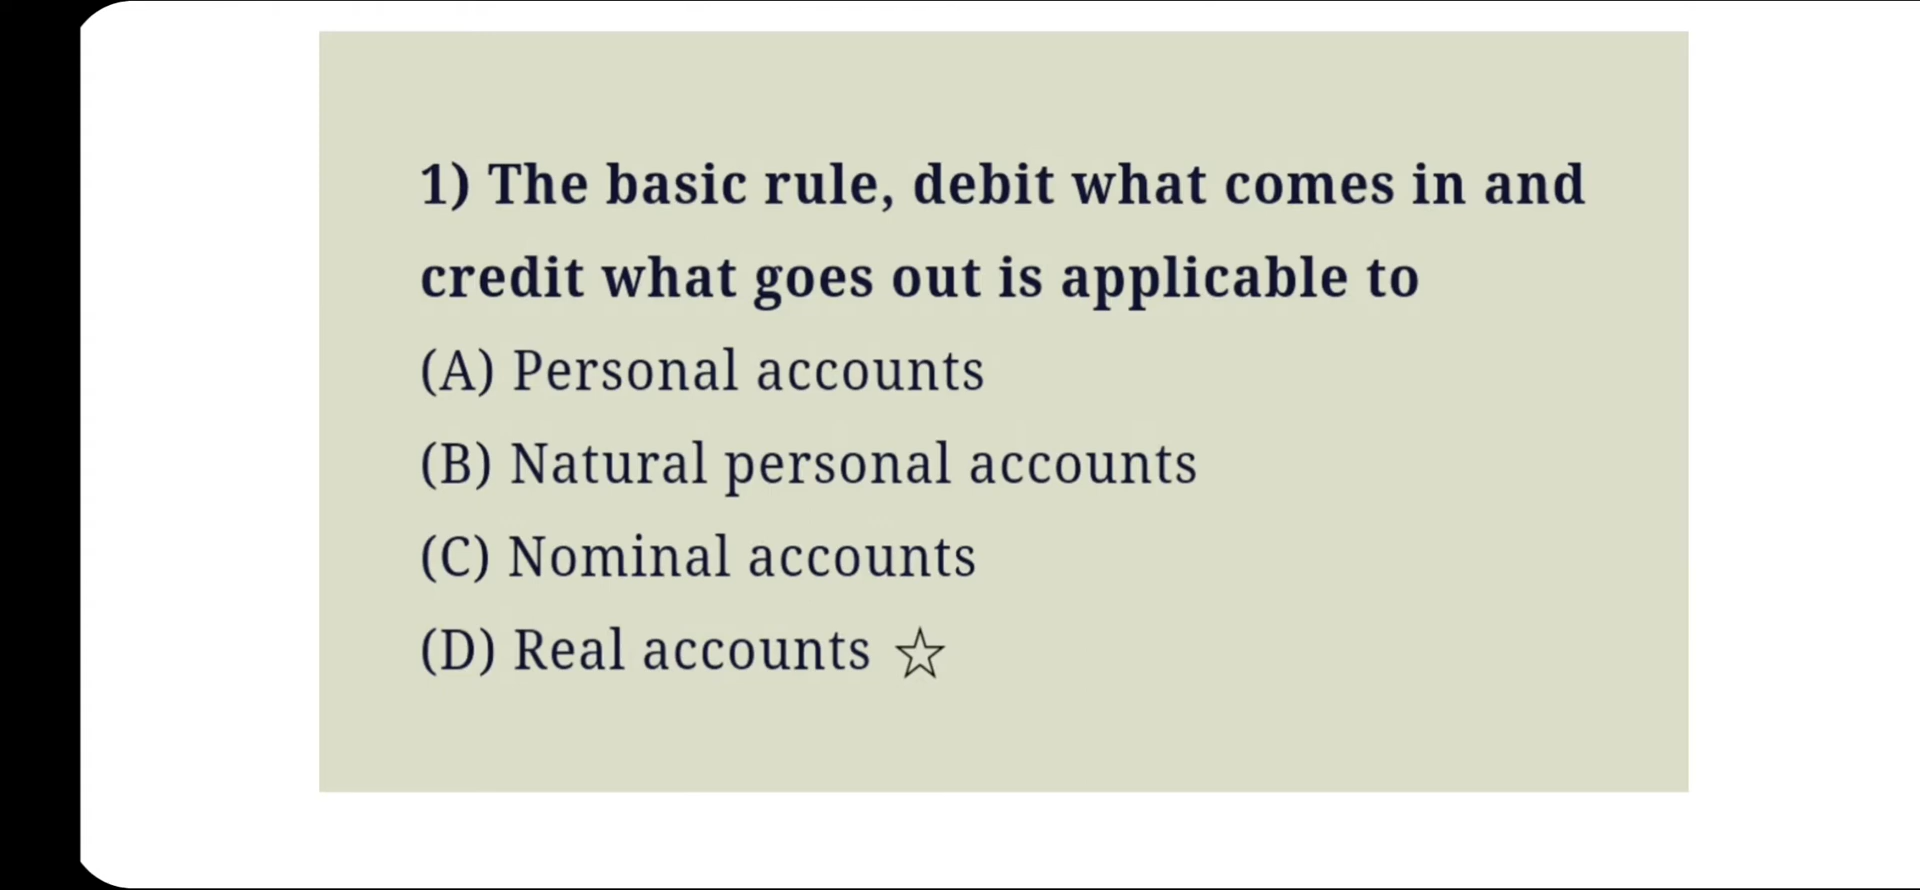 1) The basic rule, debit what comes in and
credit what goes out is applicable to
(A) Personal accounts
(B) Natural personal accounts
(C) Nominal accounts
(D) Real accounts ☆